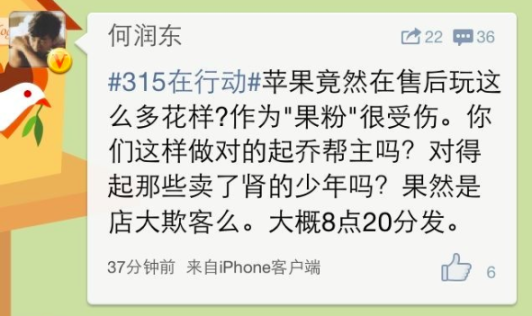 何润东
22 36
#315在行动#苹果竟然在售后玩这
么多花样?作为"果粉"很受伤。你
们这样做对的起乔帮主吗?对得
起那些卖了肾的少年吗?果然是
店大欺客么。大概8点20分发。
37分钟前 来自iPhone客户端
6